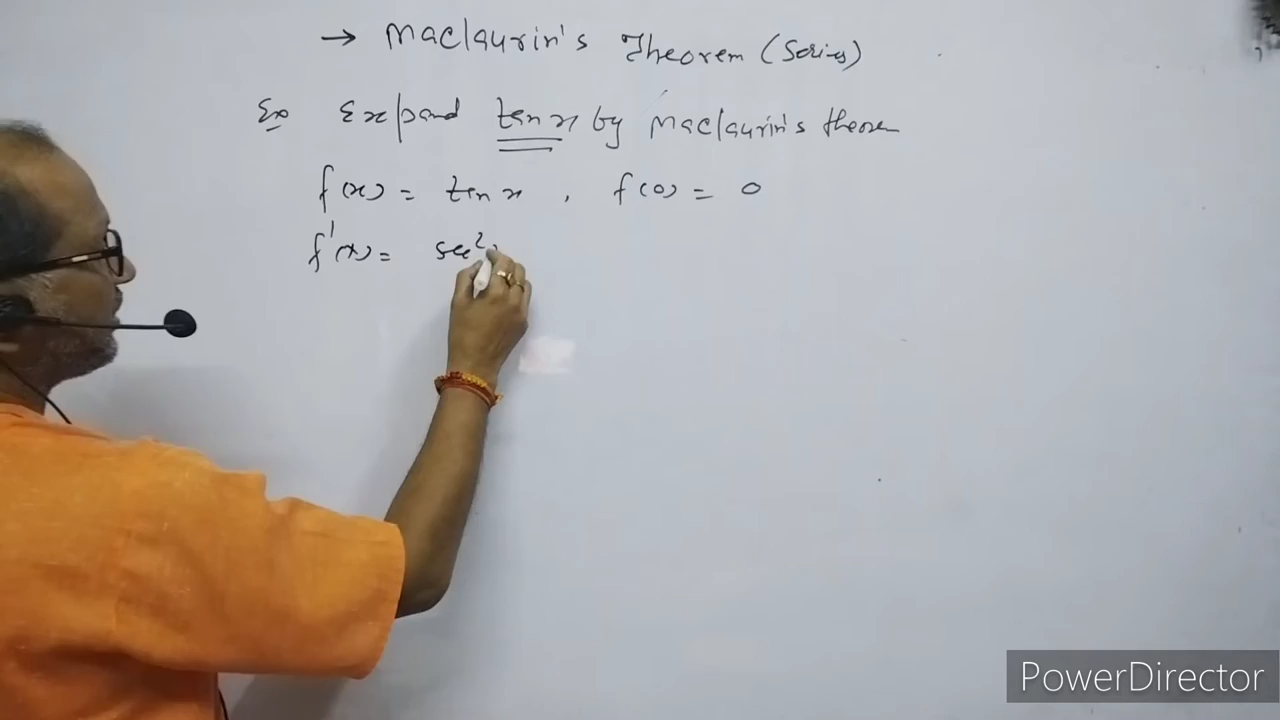 → Maclaurin's Theorem (Series)
Ex Expand tan x by Maclaurin's theorem
f(x) = tan x , f(0) = 0
f'(x) = sec²
PowerDirector